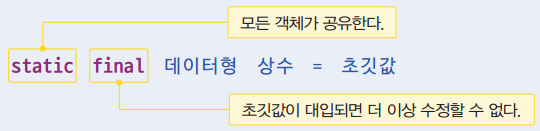 모든 객체가 공유한다.
static final 데이터형 상수 = 초깃값
초깃값이 대입되면 더 이상 수정할 수 없다.